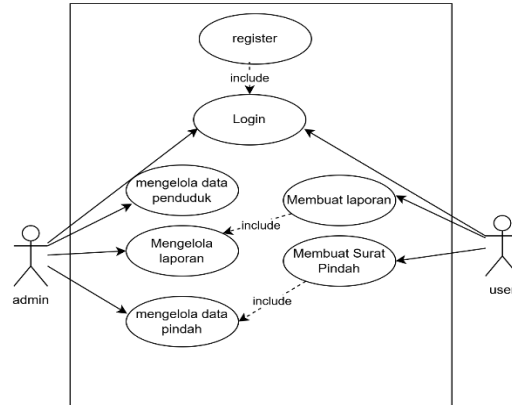 register
include
Login
mengelola data
penduduk
Membuat laporan
include
Mengelola
laporan
Membuat Surat
Pindah
admin
user
include
mengelola data
pindah